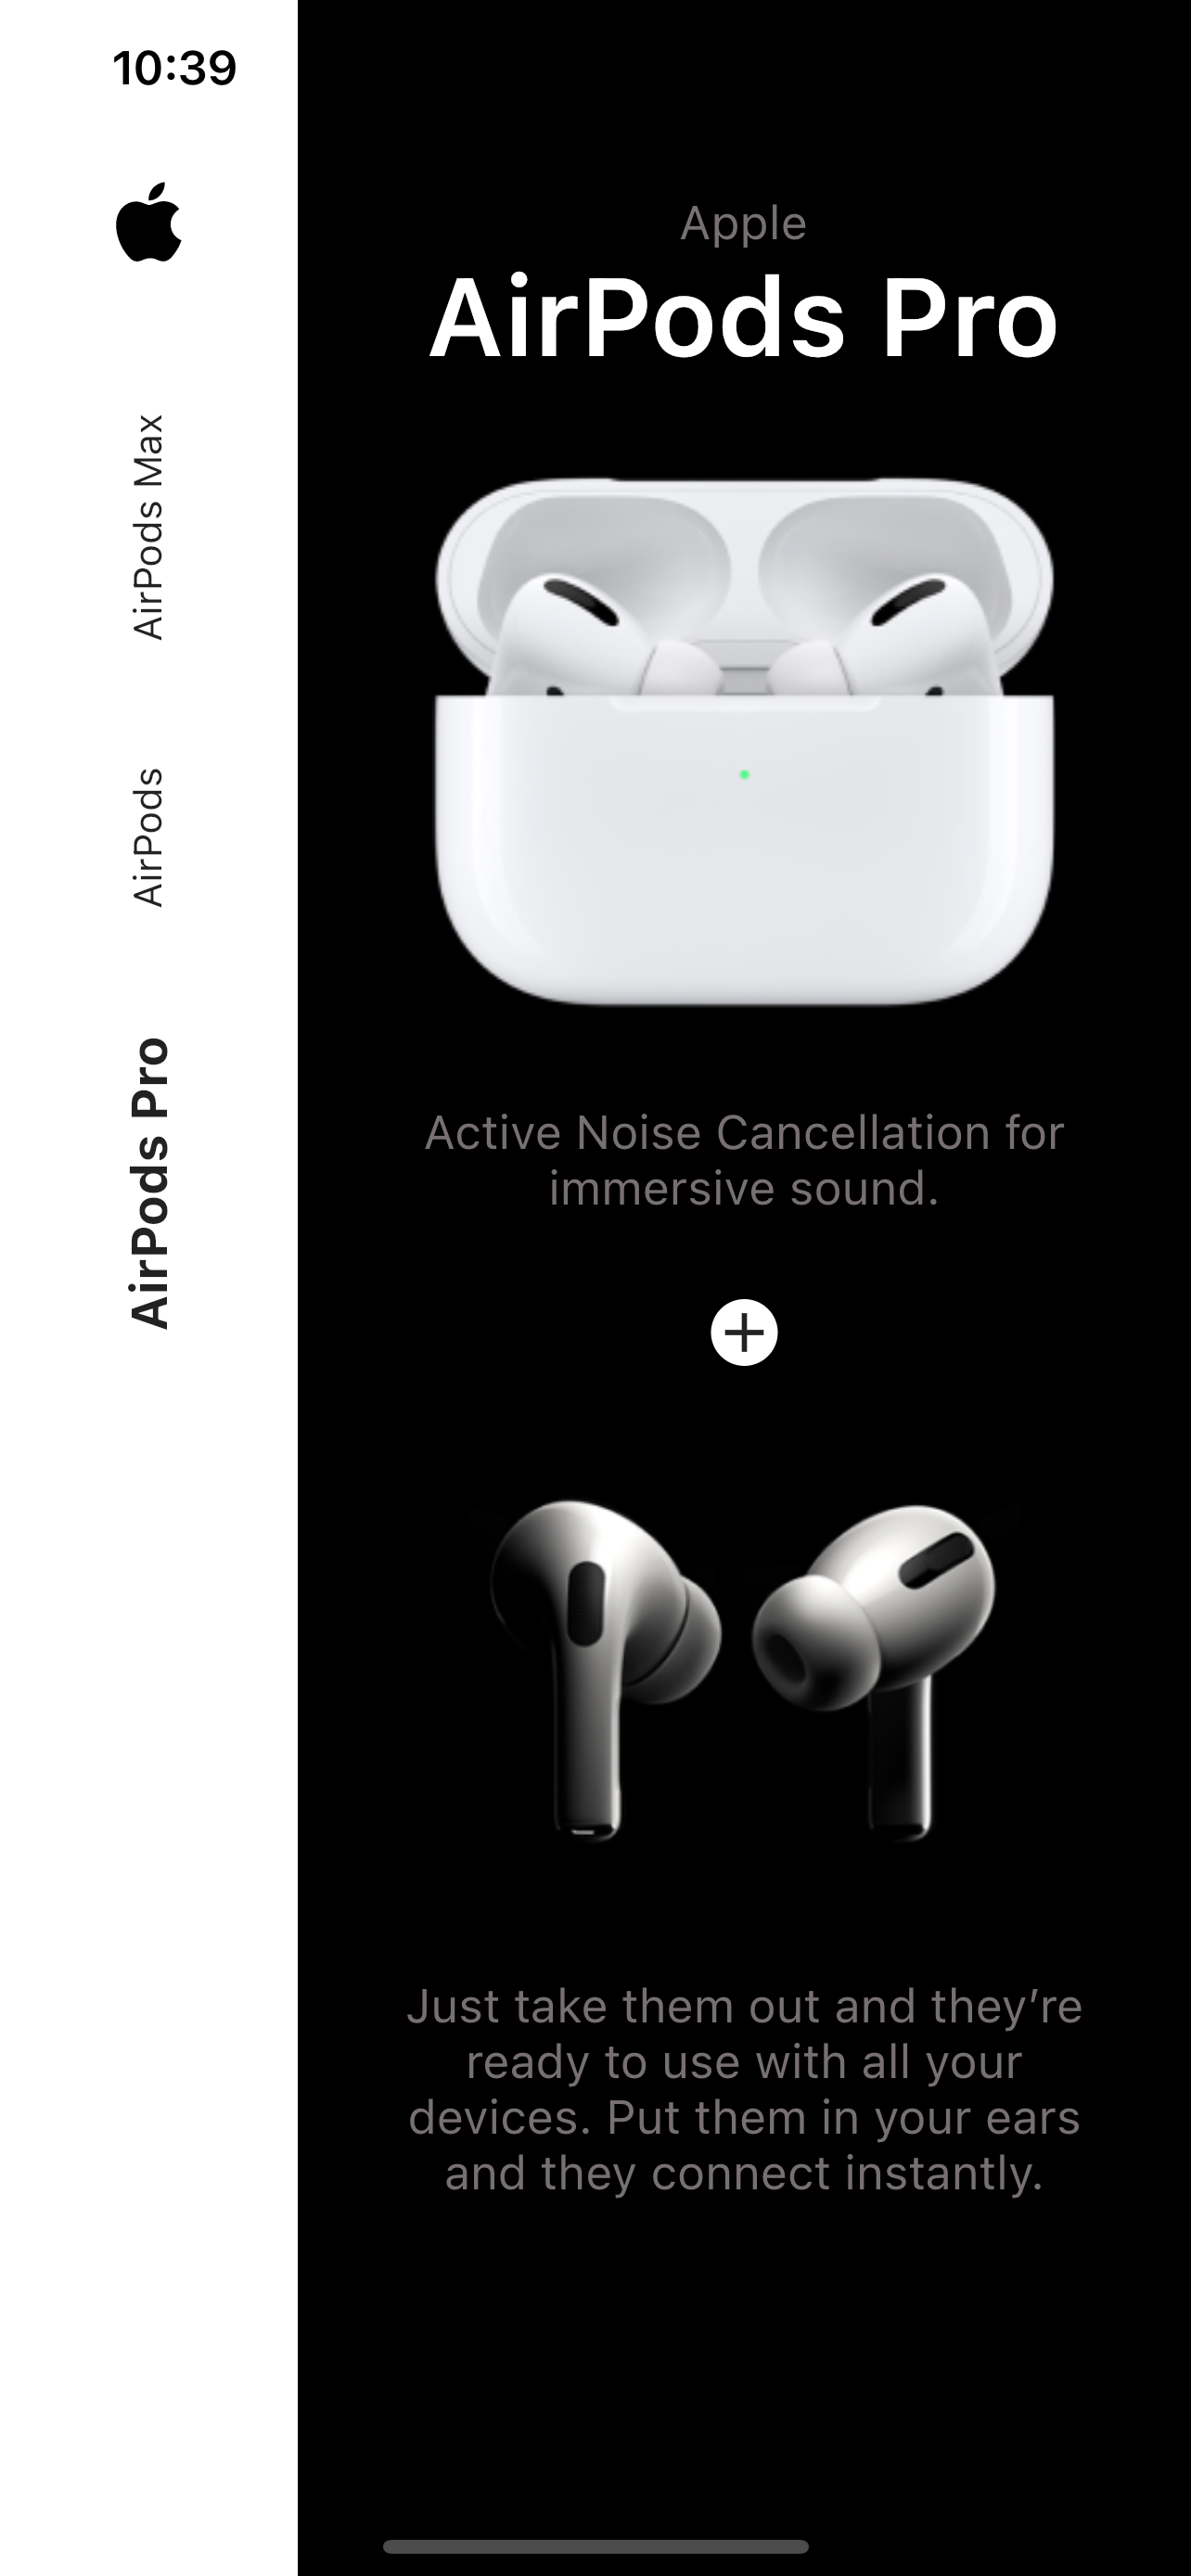 10:39
AirPods Max
AirPods
AirPods Pro
Apple
AirPods Pro
Active Noise Cancellation for
immersive sound.
Just take them out and they’re
ready to use with all your
devices. Put them in your ears
and they connect instantly.